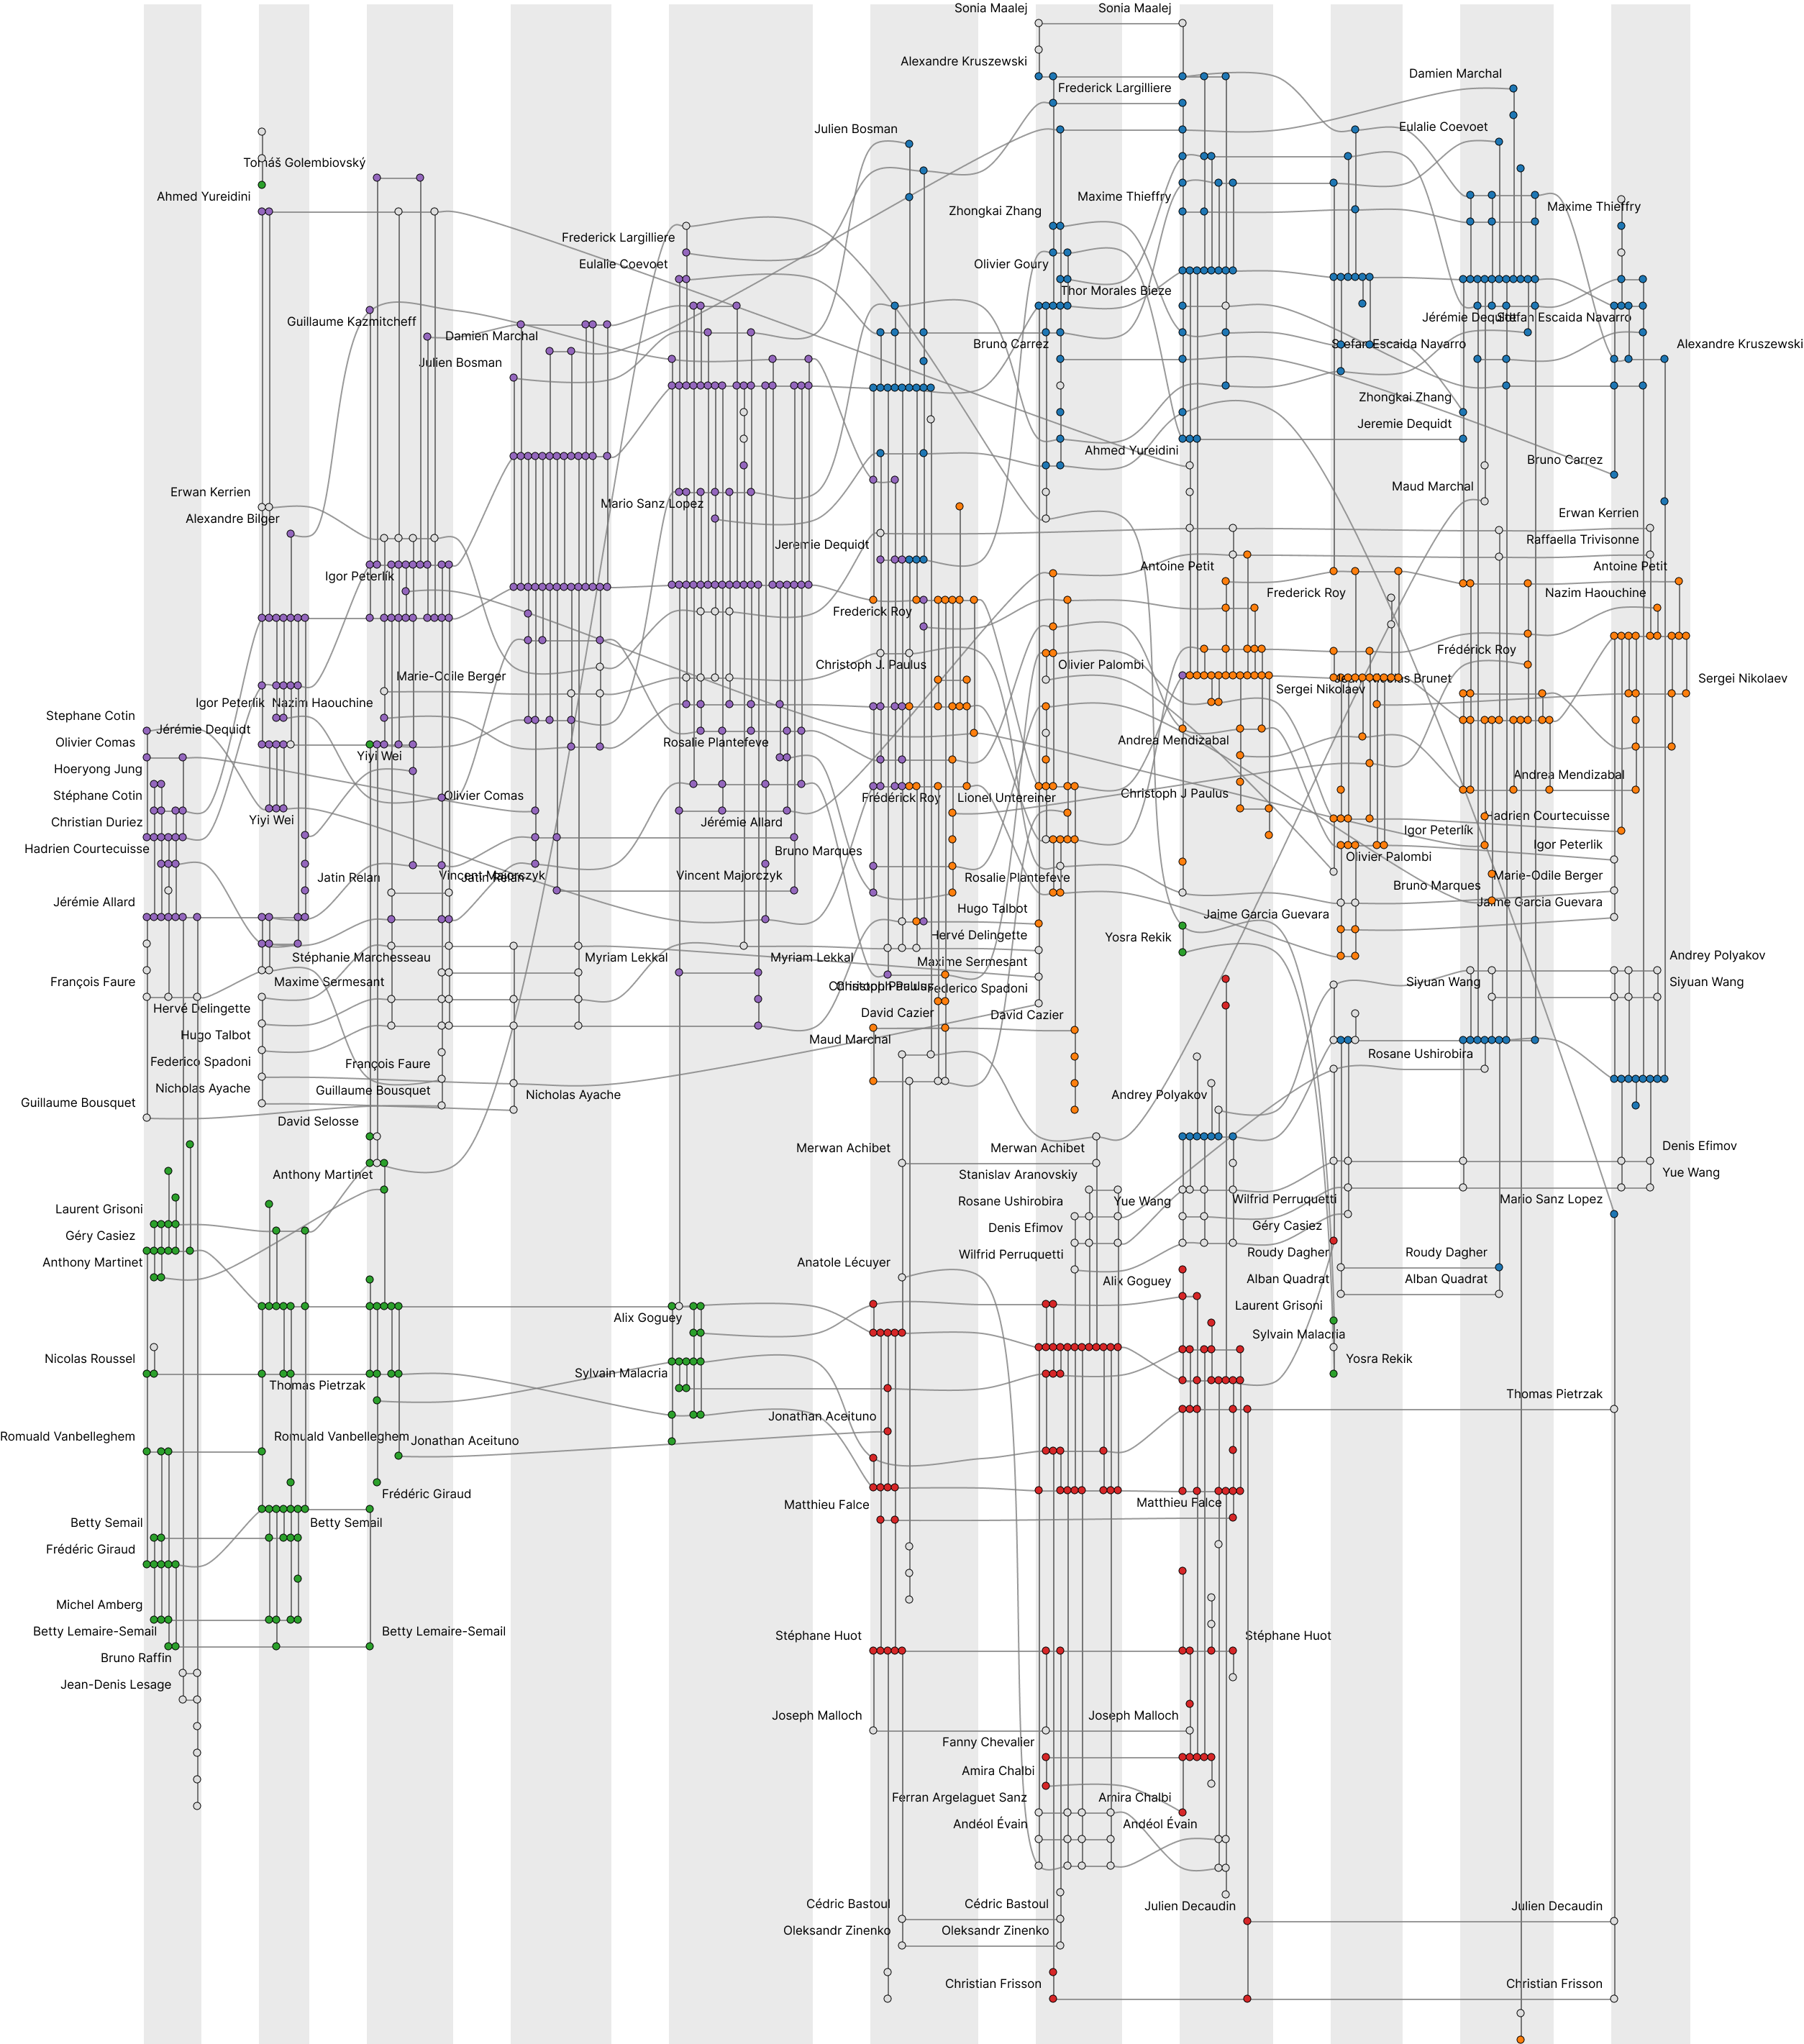 Sonia Maalej
Sonia Maalej
Alexandre Kruszewski
Damien Marchal
Frederick Largilliere
Julien Bosman
Eulalie Coevoet
Tomáš Golembiovský
Ahmed Yureidini
Maxime Thieffry
Maxime Thieffry
Zhongkai Zhang
Frederick Largilliere
Eulalie Coevoet
Olivier Goury
Thor Morales Bieze
Guillaume Kazmitcheff
Jérémie Dequidt
Stefan Escaida Navarro
Damien Marchal
Bruno Carrez
Stefan Escaida Navarro
Alexandre Kruszewski
Julien Bosman
Zhongkai Zhang
Jeremie Dequidt
Ahmed Yureidini
Bruno Carrez
Maud Marchal
Erwan Kerrien
Mario Sanz Lopez
Erwan Kerrien
Alexandre Bilger
Jeremie Dequidt
Raffaella Trivisonne
Antoine Petit
Antoine Petit
Igor Peterlík
Frederick Roy
Nazim Haouchine
Frederick Roy
Frédérick Roy
Christoph J. Paulus
Olivier Palombi
Marie-Odile Berger
Jean-Nicolas Brunet
Sergei Nikolaev
Sergei Nikolaev
Igor Peterlik
Nazim Haouchine
Stephane Cotin
Jérémie Dequidt
Olivier Comas
Rosalie Plantefeve
Andrea Mendizabal
Yiyi Wei
Hoeryong Jung
Andrea Mendizabal
Stéphane Cotin
Olivier Comas
Frédérick Roy
Lionel Untereiner
Christoph J Paulus
Christian Duriez
Yiyi Wei
Jérémie Allard
Hadrien Courtecuisse
Igor Peterlík
Hadrien Courtecuisse
Bruno Marques
Igor Peterlik
Olivier Palombi
Jatin Relan
Vincent Majorczyk
Jatin Relan
Vincent Majorczyk
Rosalie Plantefeve
Bruno Marques
Marie-Odile Berger
Jérémie Allard
Hugo Talbot
Jaime Garcia Guevara
Jaime Garcia Guevara
Hervé Delingette
Yosra Rekik
Stéphanie Marchesseau
Myriam Lekkal
Myriam Lekkal
Maxime Sermesant
Andrey Polyakov
François Faure
Maxime Sermesant
Christoph Paulus
Federico Spadoni
Siyuan Wang
Siyuan Wang
Hervé Delingette
David Cazier
David Cazier
Hugo Talbot
Maud Marchal
Rosane Ushirobira
Federico Spadoni
François Faure
Nicholas Ayache
Guillaume Bousquet
Nicholas Ayache
Andrey Polyakov
Guillaume Bousquet
David Selosse
Merwan Achibet
Merwan Achibet
Denis Efimov
Anthony Martinet
Stanislav Aranovskiy
Yue Wang
Rosane Ushirobira
Yue Wang
Wilfrid Perruquetti
Mario Sanz Lopez
Laurent Grisoni
Denis Efimov
Géry Casiez
Géry Casiez
Wilfrid Perruquetti
Roudy Dagher
Roudy Dagher
Anthony Martinet
Anatole Lécuyer
Alix Goguey
Alban Quadrat
Alban Quadrat
Alix Goguey
Laurent Grisoni
Sylvain Malacria
Nicolas Roussel
Sylvain Malacria
Yosra Rekik
Thomas Pietrzak
Thomas Pietrzak
Jonathan Aceituno
Romuald Vanbelleghem
Romuald Vanbelleghem
Jonathan Aceituno
Frédéric Giraud
Matthieu Falce
Matthieu Falce
Betty Semail
Betty Semail
Frédéric Giraud
Michel Amberg
Betty Lemaire-Semail
Betty Lemaire-Semail
Stéphane Huot
Stéphane Huot
Bruno Raffin
Jean-Denis Lesage
Joseph Malloch
Joseph Malloch
Fanny Chevalier
Amira Chalbi
Ferran Argelaguet Sanz
Amira Chalbi
Andéol Évain
Andéol Évain
Cédric Bastoul
Cédric Bastoul
Julien Decaudin
Julien Decaudin
Oleksandr Zinenko
Oleksandr Zinenko
Christian Frisson
Christian Frisson